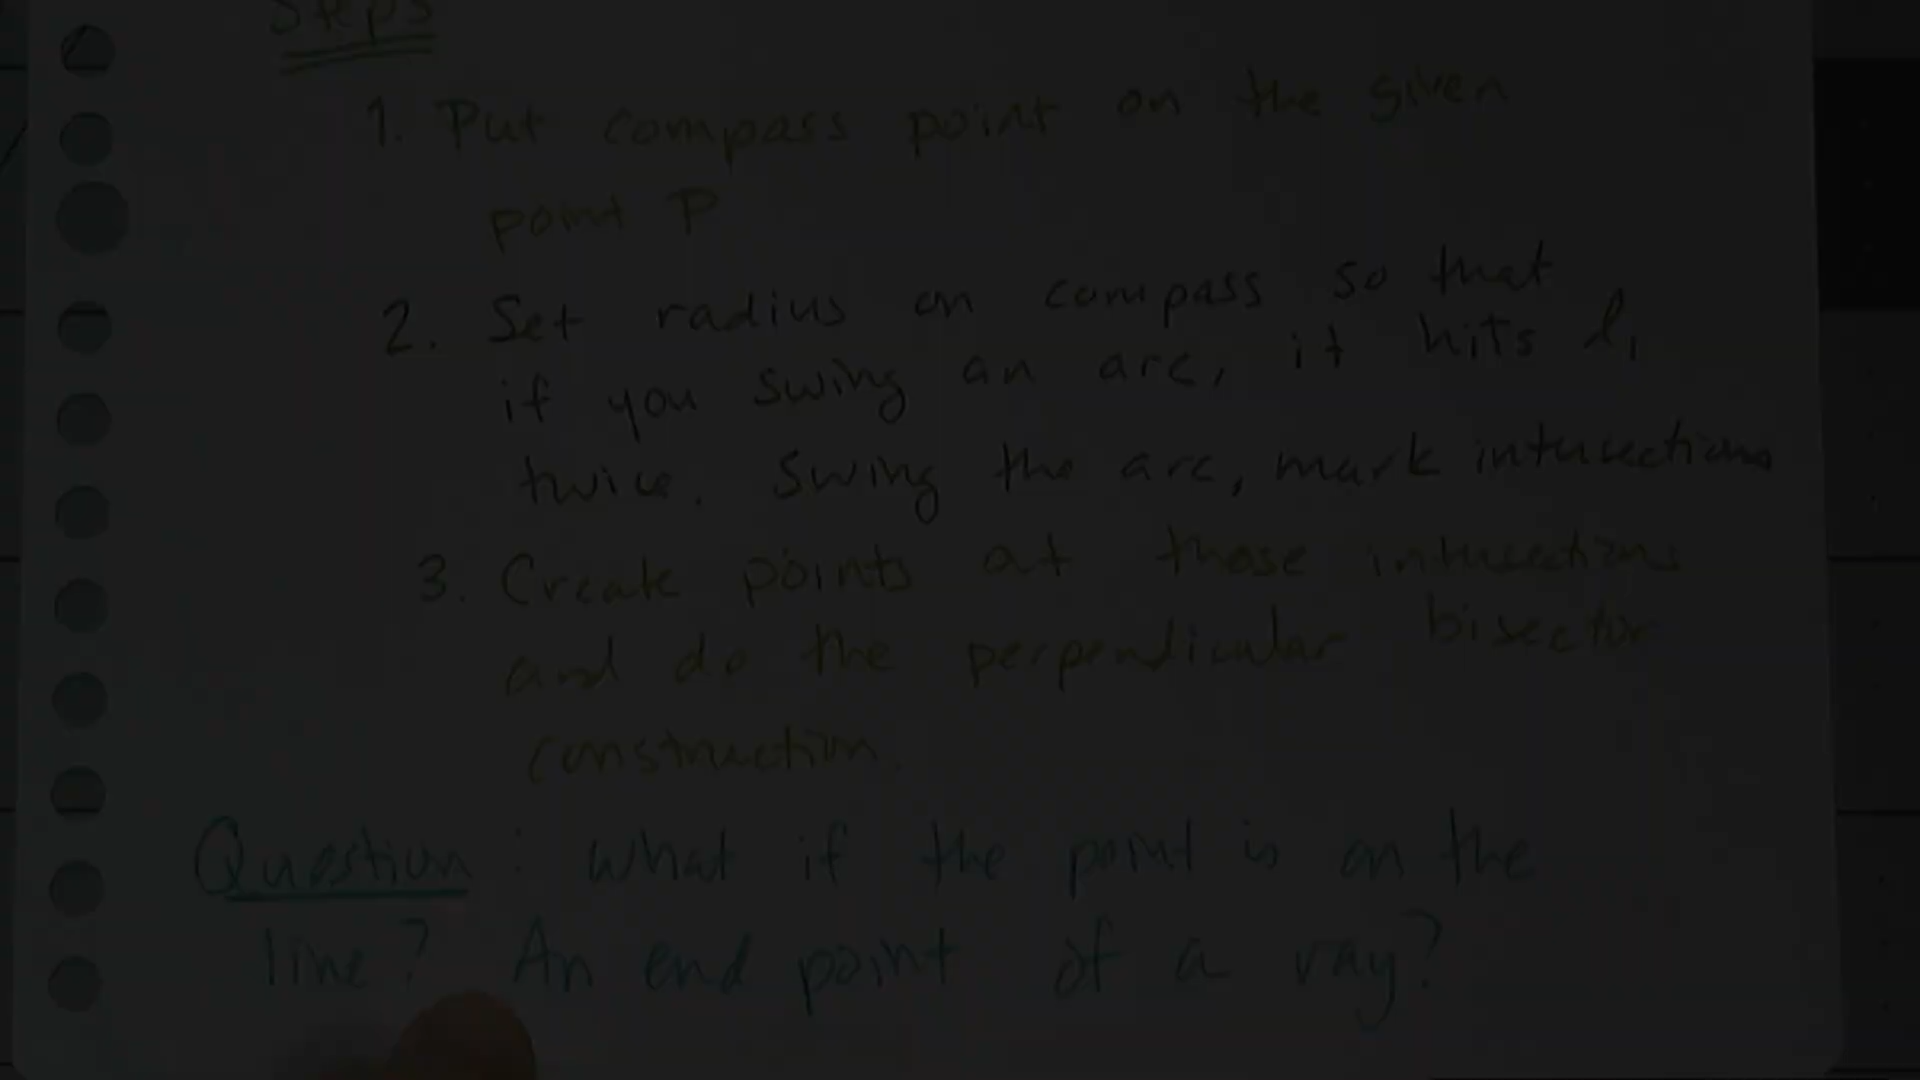 Steps
1. Put compass point on the given
point P
2. Set radius on compass so that
if you swing an arc, it hits l₁
twice. Swing the arc, mark intersections
3. Create points at those intersections
and do the perpendicular bisector
construction.
Question: What if the point is on the
line? An end point of a ray?